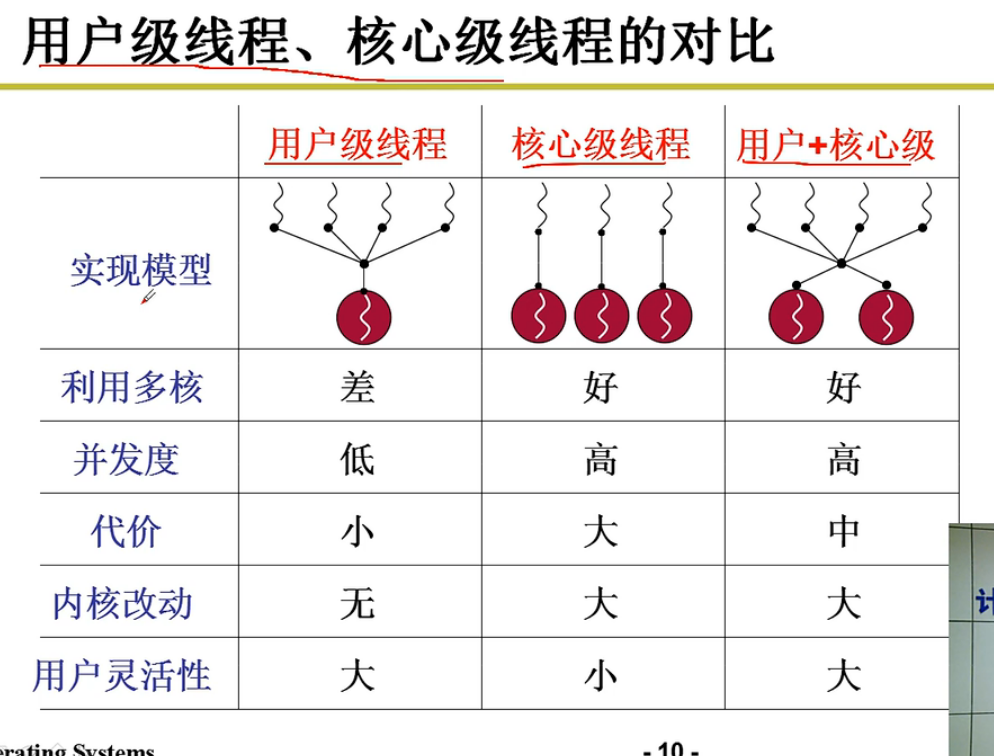 用户级线程、核心级线程的对比
用户级线程 核心级线程 用户+核心级
实现模型
利用多核 差 好 好
并发度 低 高 高
代价 小 大 中
内核改动 无 大 大
用户灵活性 大 小 大
计
erating Systems - 10 -